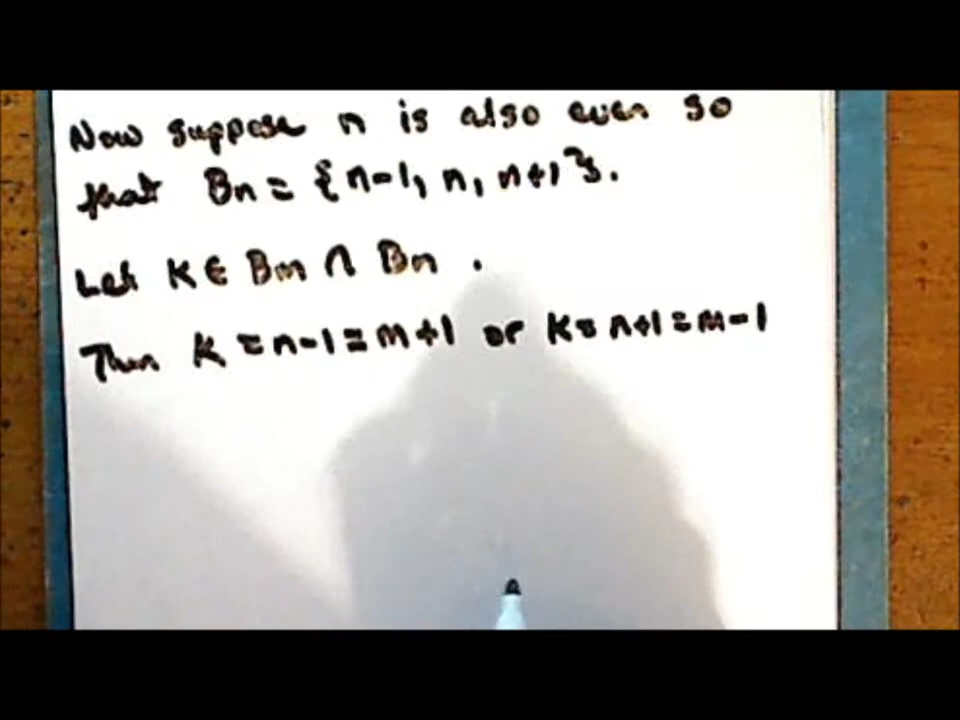 Now suppose n is also even so
that Bn = {n-1, n, n+1}.
Let K ∈ Bm ∩ Bn.
Then K = n-1 = m+1 or K = n+1 = m-1